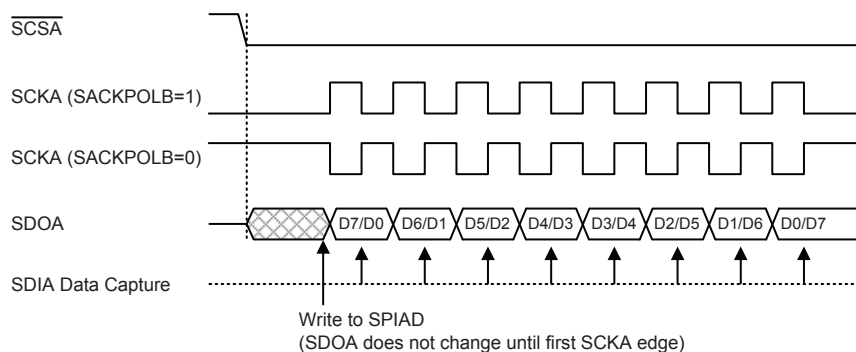 SCSA
SCKA (SACKPOLB=1)
SCKA (SACKPOLB=0)
SDOA
D7/D0 D6/D1 D5/D2 D4/D3 D3/D4 D2/D5 D1/D6 D0/D7
SDIA Data Capture
Write to SPIAD
(SDOA does not change until first SCKA edge)